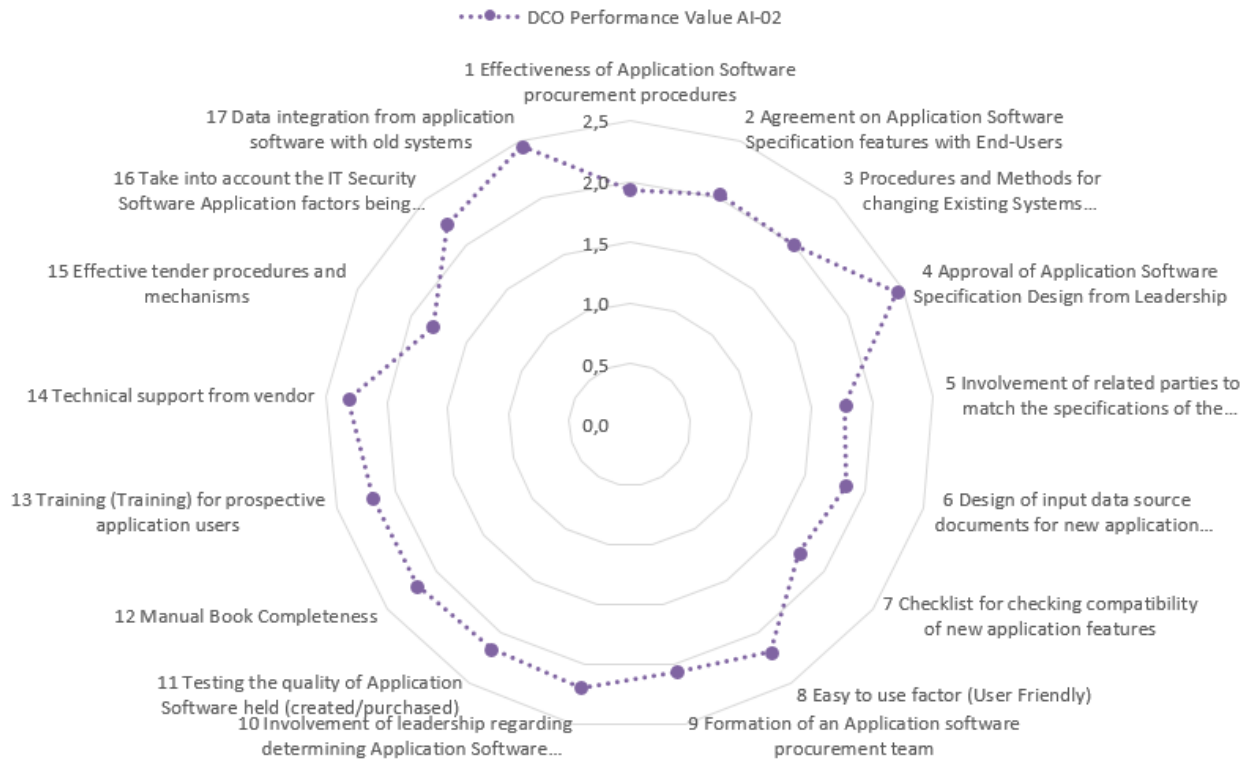 DCO Performance Value AI-02
1 Effectiveness of Application Software
procurement procedures
2 Agreement on Application Software
Specification features with End-Users
3 Procedures and Methods for
changing Existing Systems...
4 Approval of Application Software
Specification Design from Leadership
5 Involvement of related parties to
match the specifications of the...
6 Design of input data source
documents for new application...
7 Checklist for checking compatibility
of new application features
8 Easy to use factor (User Friendly)
9 Formation of an Application software
procurement team
10 Involvement of leadership regarding
determining Application Software...
11 Testing the quality of Application
Software held (created/purchased)
12 Manual Book Completeness
13 Training (Training) for prospective
application users
14 Technical support from vendor
15 Effective tender procedures and
mechanisms
16 Take into account the IT Security
Software Application factors being...
17 Data integration from application
software with old systems
2,5
2,0
1,5
1,0
0,5
0,0